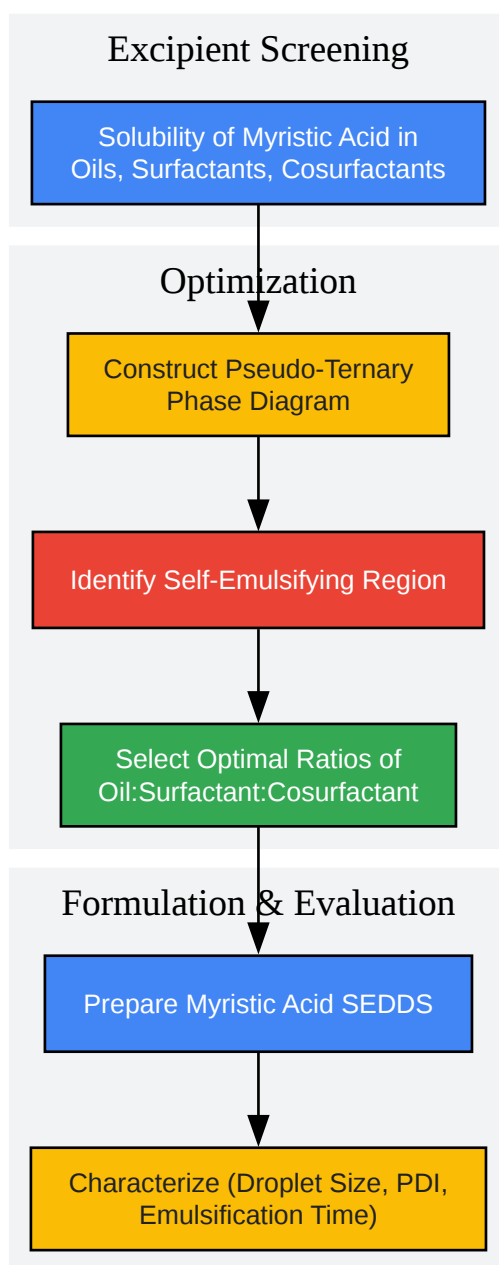 Excipient Screening
Solubility of Myristic Acid in
Oils, Surfactants, Cosurfactants
Optimization
Construct Pseudo-Ternary
Phase Diagram
Identify Self-Emulsifying Region
Select Optimal Ratios of
Oil:Surfactant:Cosurfactant
Formulation & Evaluation
Prepare Myristic Acid SEDDS
Characterize (Droplet Size, PDI,
Emulsification Time)